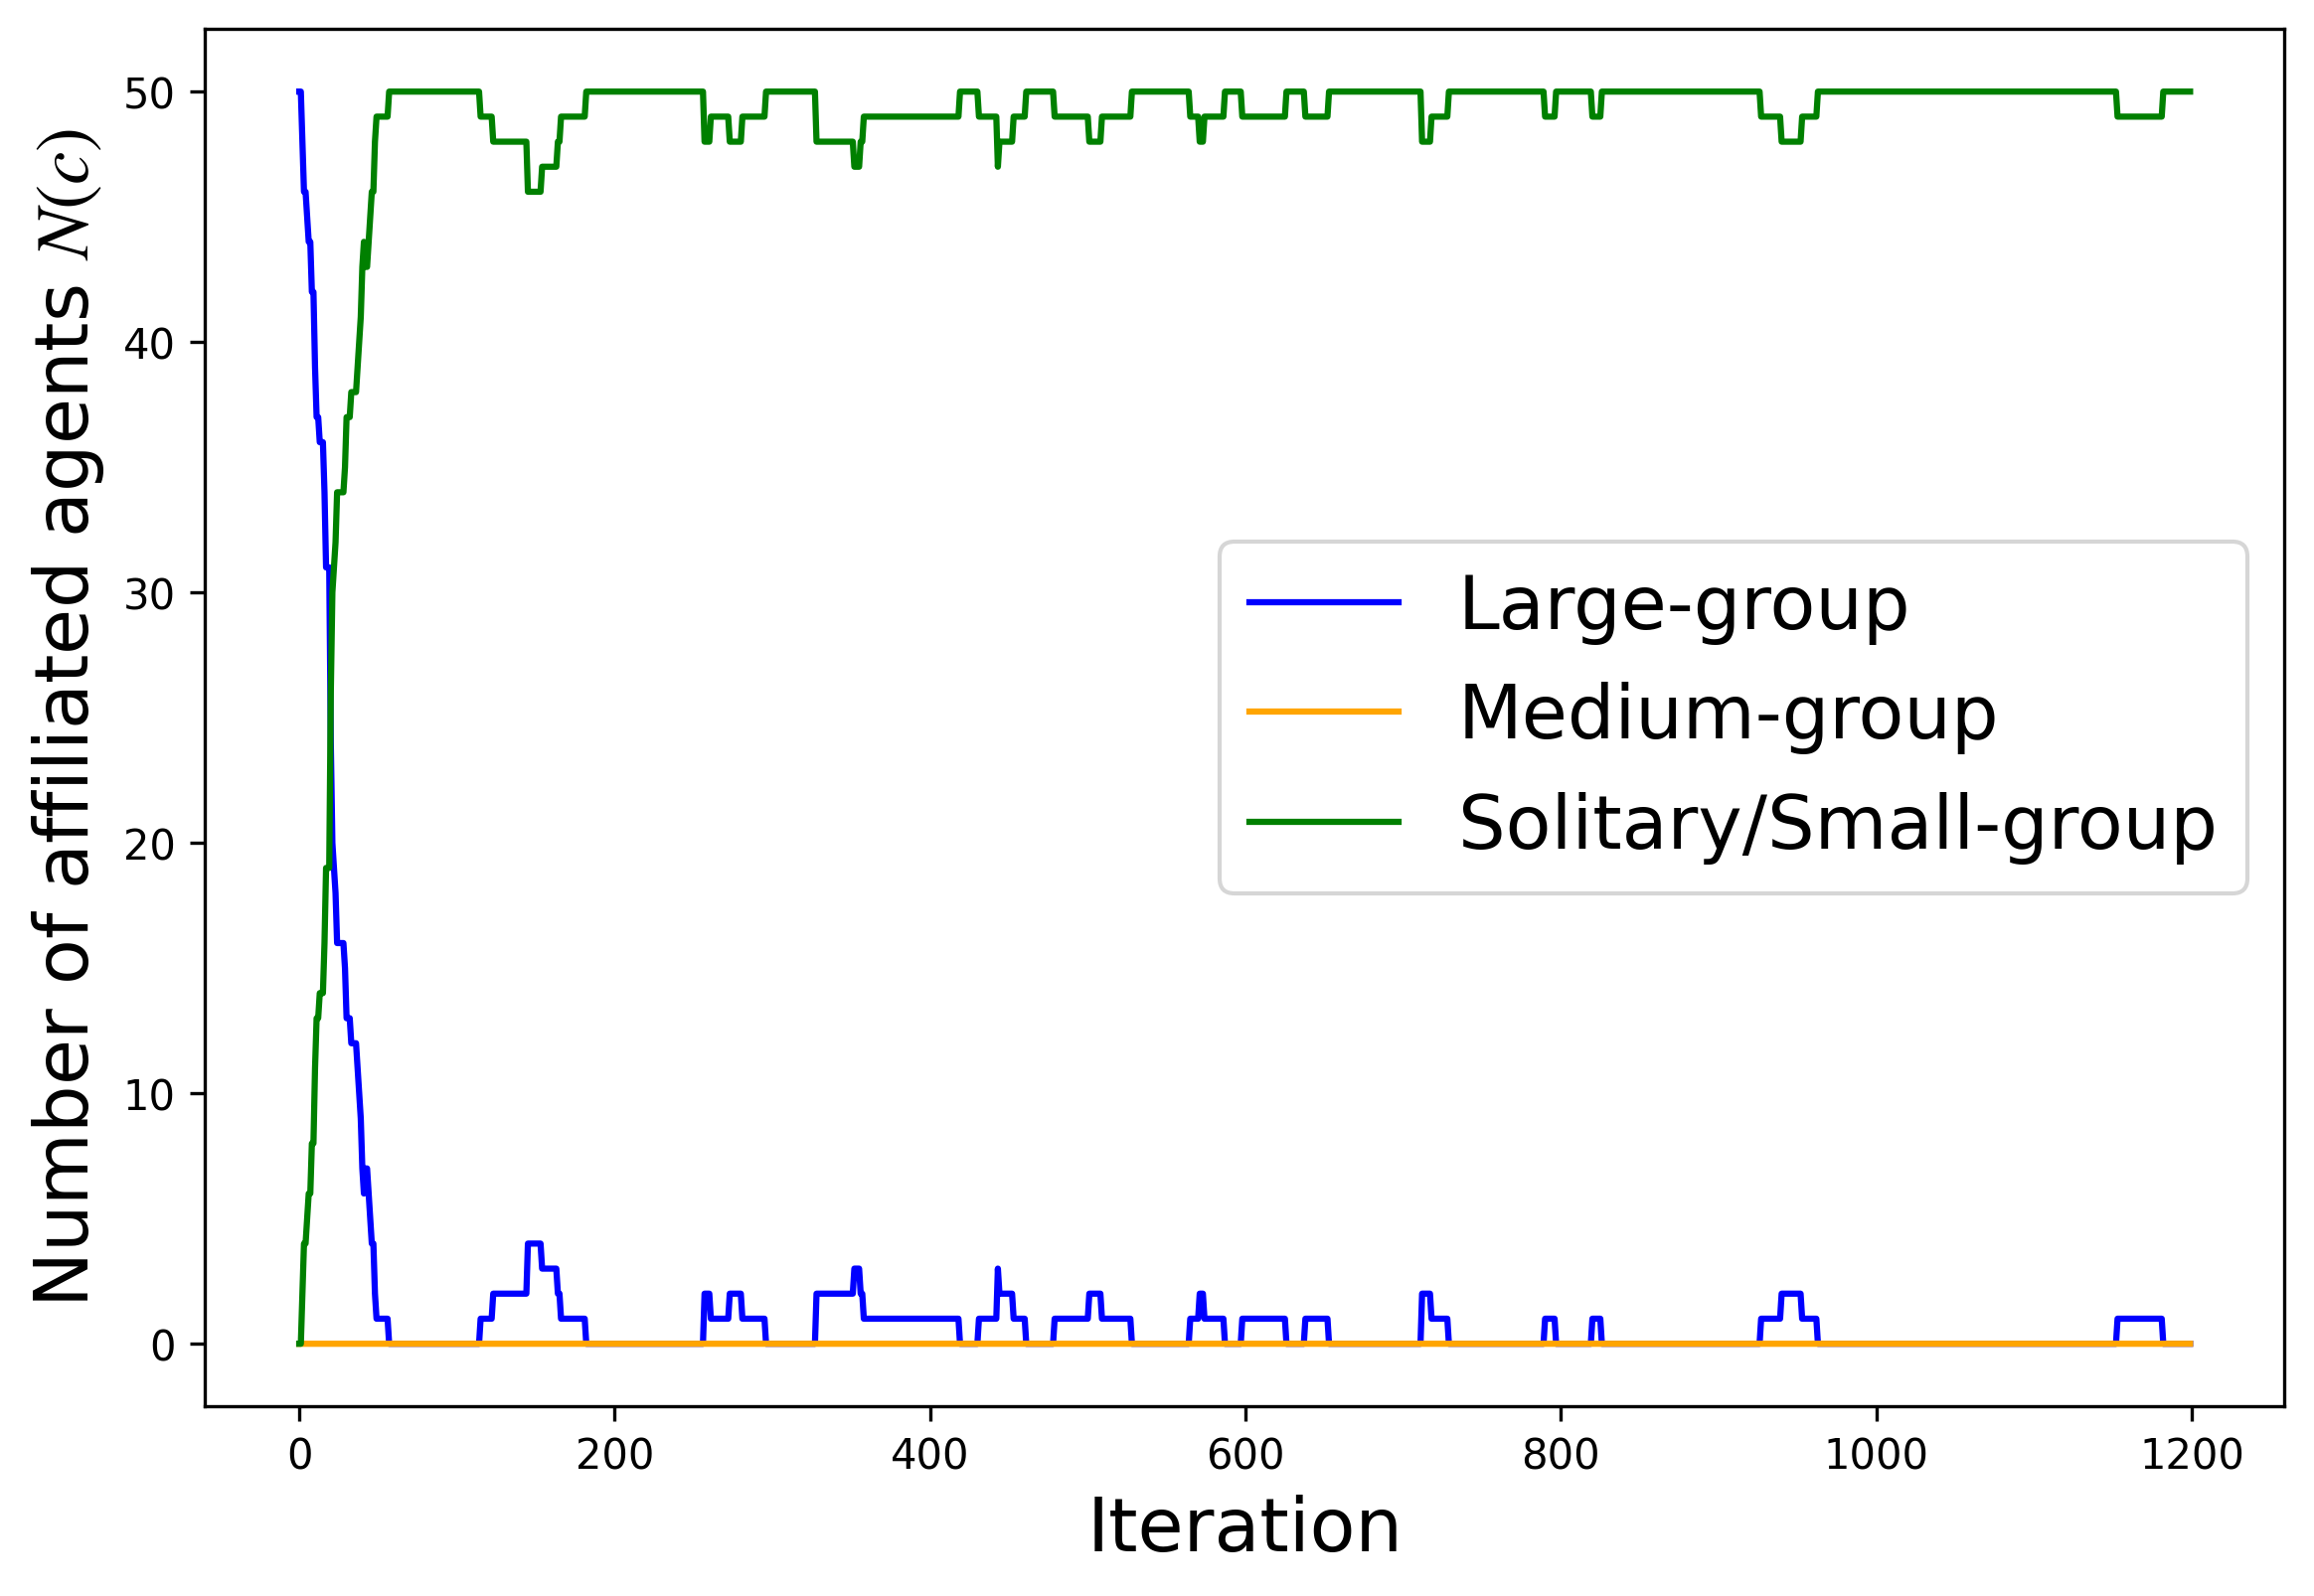 Number of affiliated agents N(c)
50
40
30
20
10
0
Large-group
Medium-group
Solitary/Small-group
0 200 400 600 800 1000 1200
Iteration